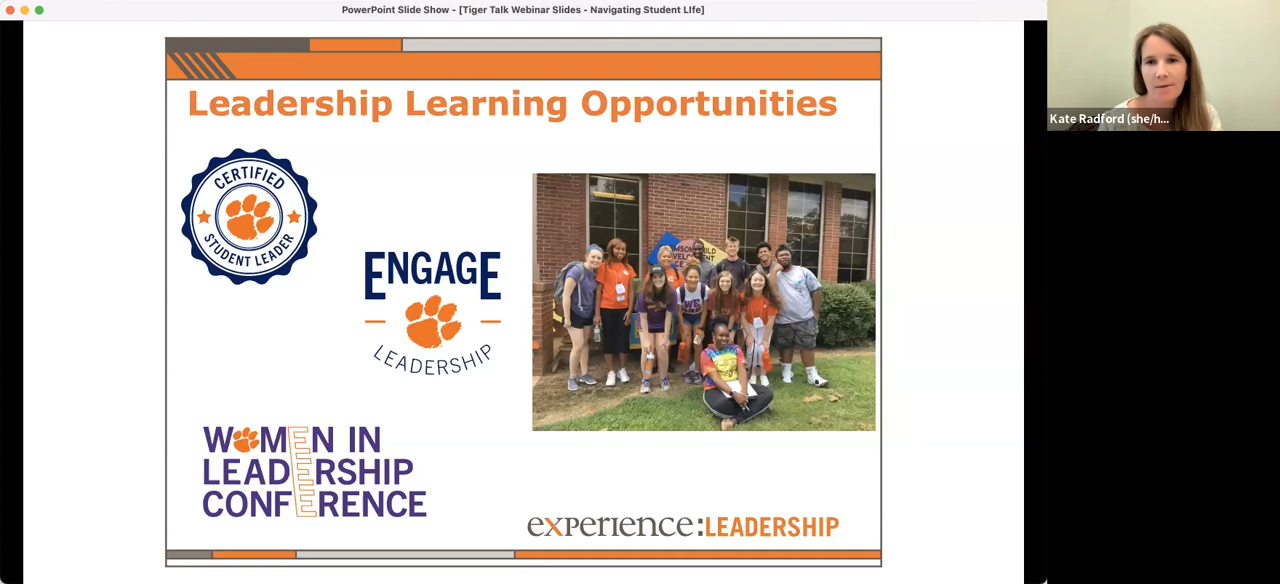 PowerPoint Slide Show - [Tiger Talk Webinar Slides - Navigating Student LIfe]
Kate Radford (she/h...
Leadership Learning Opportunities
CERTIFIED
STUDENT LEADER
ENGAGE
LEADERSHIP
WOMEN IN
LEADERSHIP
CONFERENCE
experience:LEADERSHIP